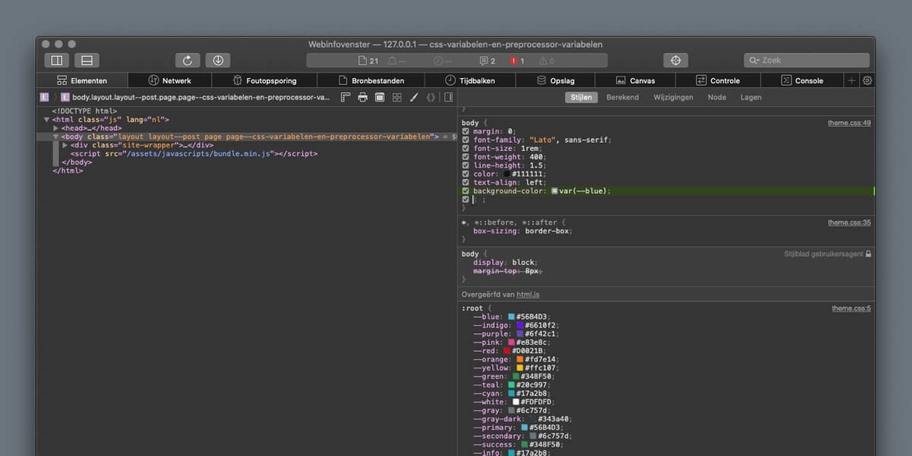 Webinfovenster — 127.0.0.1 — css-variabelen-en-preprocessor-variabelen
21 — 2 1 0
Zoek
Elementen Netwerk Foutopsporing Bronbestanden Tijdbalken Opslag Canvas Controle Console
E body.layout.layout--post.page.page--css-variabelen-en-preprocessor-va…
Stijlen Berekend Wijzigingen Node Lagen
<!DOCTYPE html>
<html class="js" lang="nl">
<head>…</head>
<body class="layout layout--post page page--css-variabelen-en-preprocessor-variabelen"> = $
<div class="site-wrapper">…</div>
<script src="/assets/javascripts/bundle.min.js"></script>
</body>
</html>
}
body { theme.css:49
margin: 0;
font-family: "Lato", sans-serif;
font-size: 1rem;
font-weight: 400;
line-height: 1.5;
color: #111111;
text-align: left;
background-color: var(--blue);
: ;
}
*, *::before, *::after { theme.css:35
box-sizing: border-box;
}
body { Stijlblad gebruikersagent
display: block;
margin-top: 8px;
}
Overgeërfd van html.js
:root { theme.css:5
--blue: #56B4D3;
--indigo: #6610f2;
--purple: #6f42c1;
--pink: #e83e8c;
--red: #D0021B;
--orange: #fd7e14;
--yellow: #ffc107;
--green: #348F50;
--teal: #20c997;
--cyan: #17a2b8;
--white: #FDFDFD;
--gray: #6c757d;
--gray-dark: #343a40;
--primary: #56B4D3;
--secondary: #6c757d;
--success: #348F50;
--info: #17a2b8;